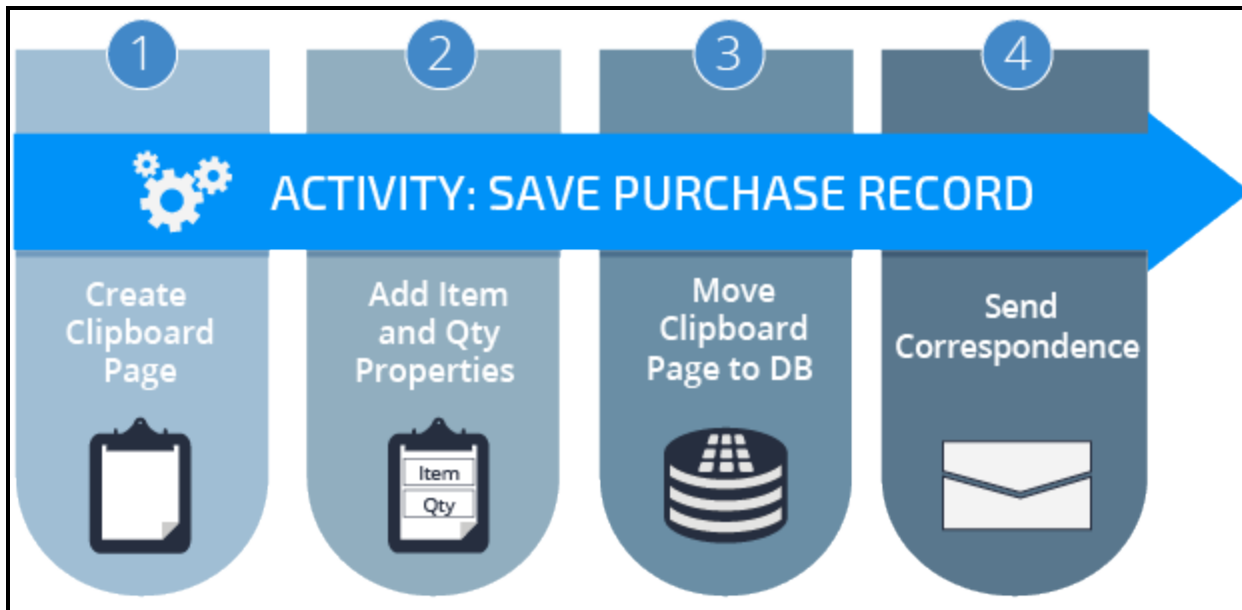 1
2
3
4
ACTIVITY: SAVE PURCHASE RECORD
Create
Clipboard
Page
Add Item
and Qty
Properties
Item
Qty
Move
Clipboard
Page to DB
Send
Correspondence